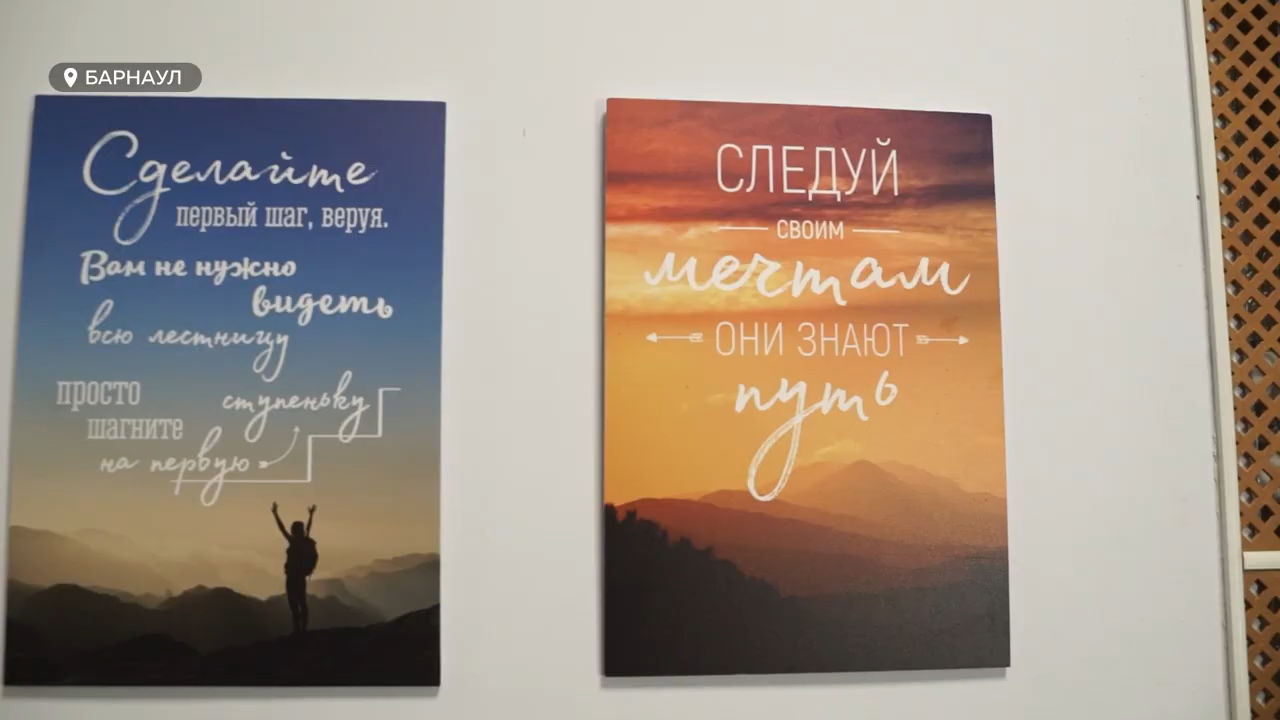 БАРНАУЛ
Сделайте
первый шаг, веруя.
Вам не нужно
видеть
всю лестницу
просто
ступеньку
шагните
на первую
СЛЕДУЙ
СВОИМ
мечтам
ОНИ ЗНАЮТ
путь